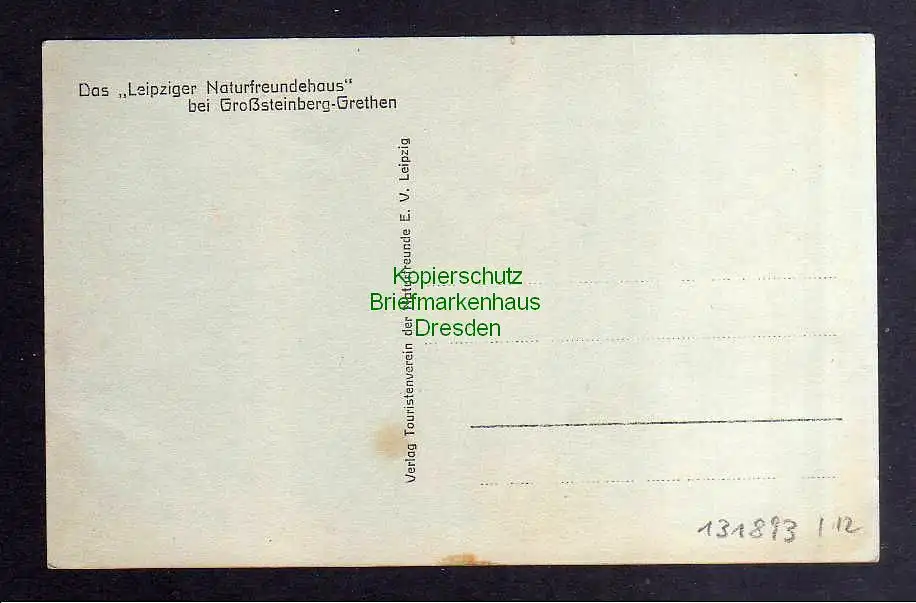 Das „Leipziger Naturfreundehaus"
bei Großsteinberg-Grethen
Verlag Touristenverein der Naturfreunde E. V. Leipzig
Kopierschutz
Briefmarkenhaus
Dresden
131893 / 12